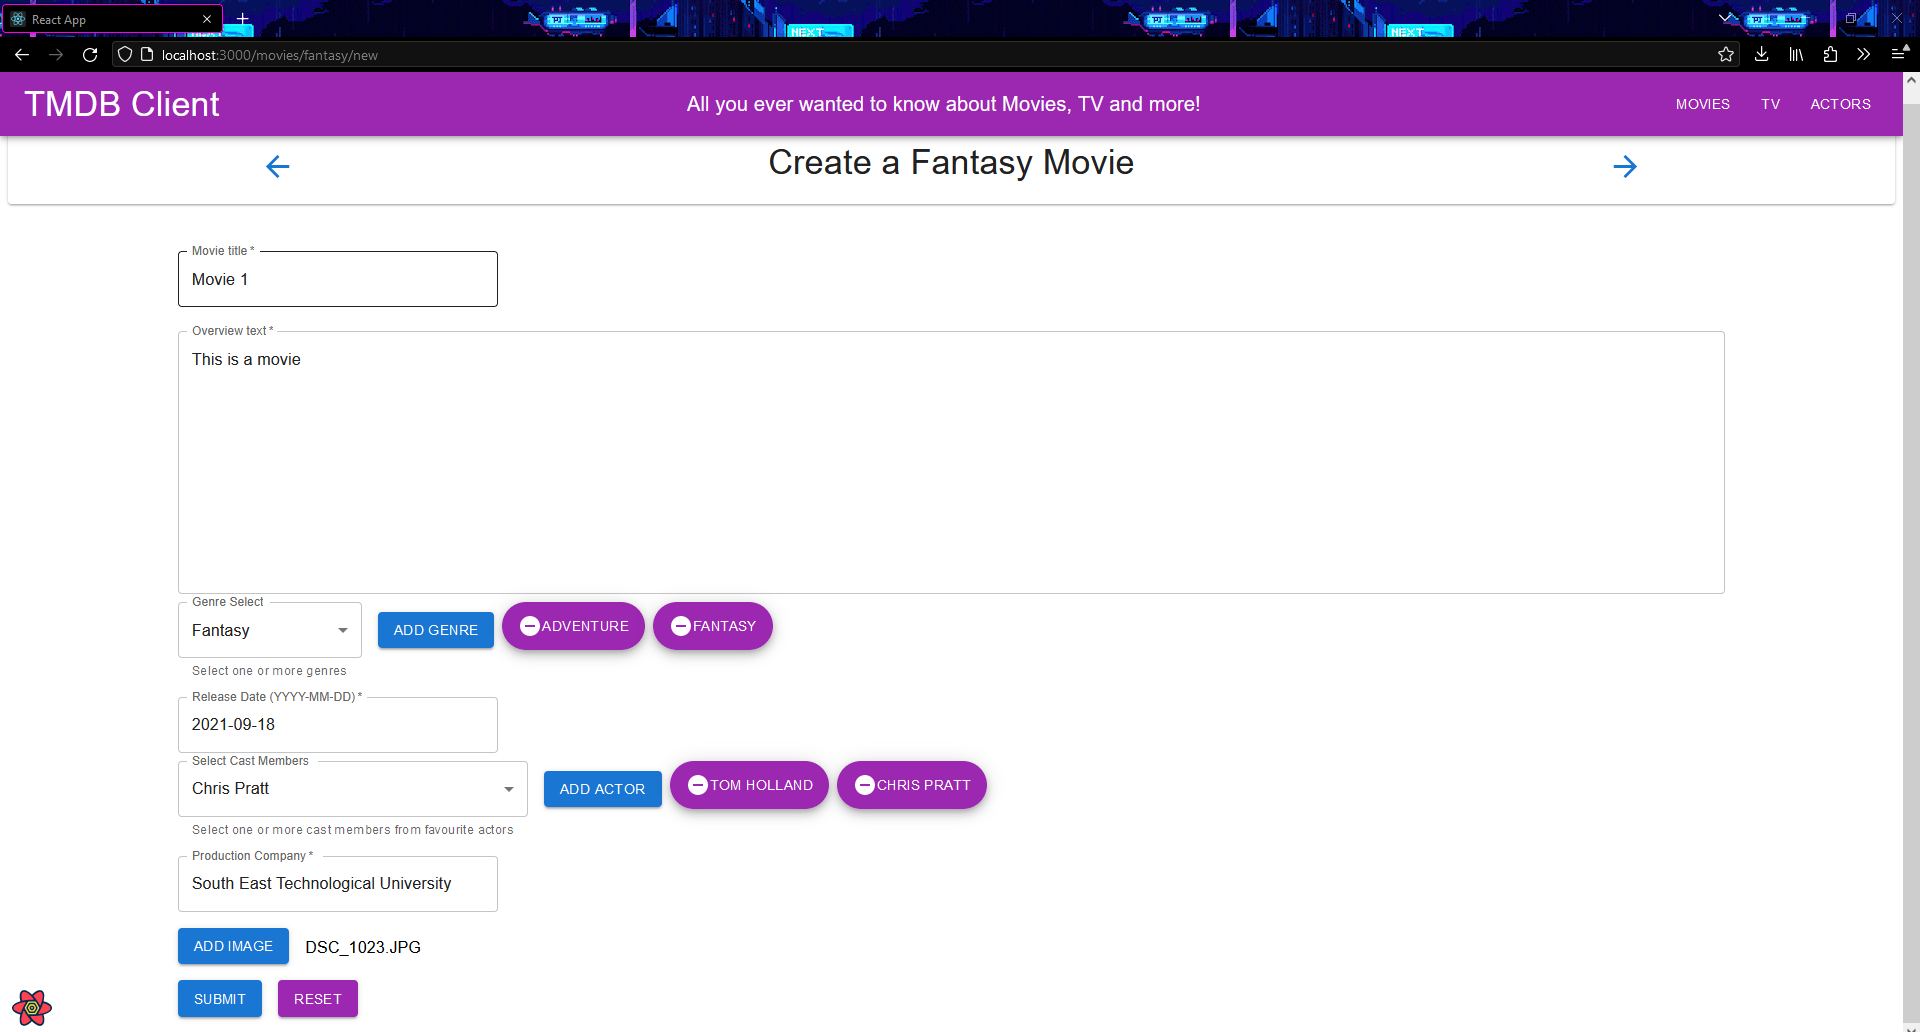 React App
localhost:3000/movies/fantasy/new
TMDB Client
All you ever wanted to know about Movies, TV and more!
MOVIES
TV
ACTORS
Create a Fantasy Movie
Movie title *
Movie 1
Overview text *
This is a movie
Genre Select
Fantasy
ADD GENRE
ADVENTURE
FANTASY
Select one or more genres
Release Date (YYYY-MM-DD) *
2021-09-18
Select Cast Members
Chris Pratt
ADD ACTOR
TOM HOLLAND
CHRIS PRATT
Select one or more cast members from favourite actors
Production Company *
South East Technological University
ADD IMAGE
DSC_1023.JPG
SUBMIT
RESET
NEXT
NEXT